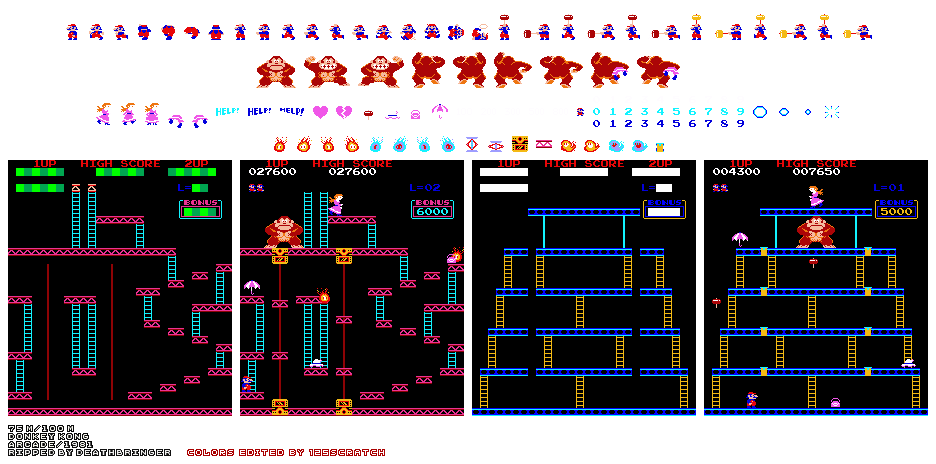 HELP! HELP! HELP!
0 1 2 3 4 5 6 7 8 9
0 1 2 3 4 5 6 7 8 9
1UP HIGH SCORE 2UP
L=
BONUS
1UP HIGH SCORE
027600 027600
L=02
BONUS
6000
1UP HIGH SCORE 2UP
L=
BONUS
1UP HIGH SCORE
004300 007650
L=01
BONUS
5000
75 M/100 M
DONKEY KONG
ARCADE/1981
RIPPED BY DEATHBRINGER COLORS EDITED BY 125SCRATCH